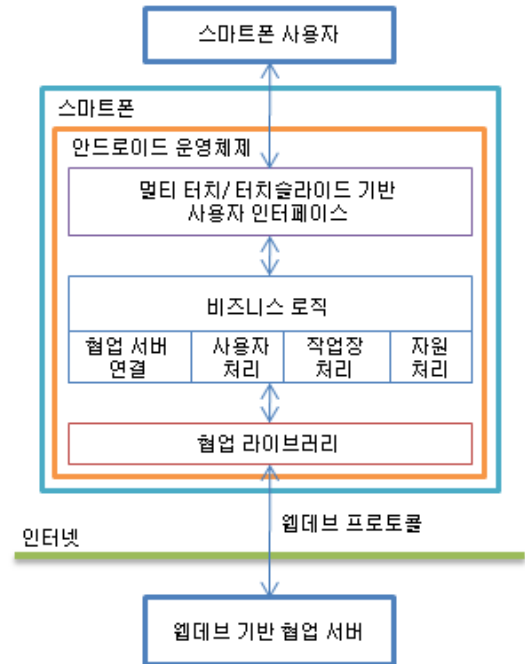 스마트폰 사용자
스마트폰
안드로이드 운영체제
멀티 터치/ 터치슬라이드 기반
사용자 인터페이스
비즈니스 로직
협업 서버
연결
사용자
처리
작업장
처리
자원
처리
협업 라이브러리
웹데브 프로토콜
인터넷
웹데브 기반 협업 서버